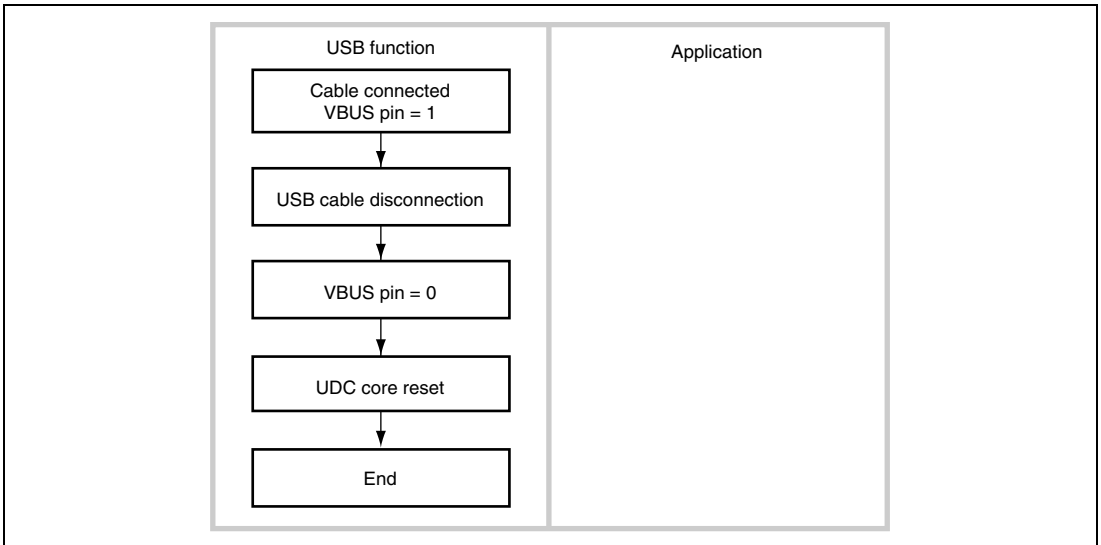 USB function
Application
Cable connected
VBUS pin = 1
USB cable disconnection
VBUS pin = 0
UDC core reset
End